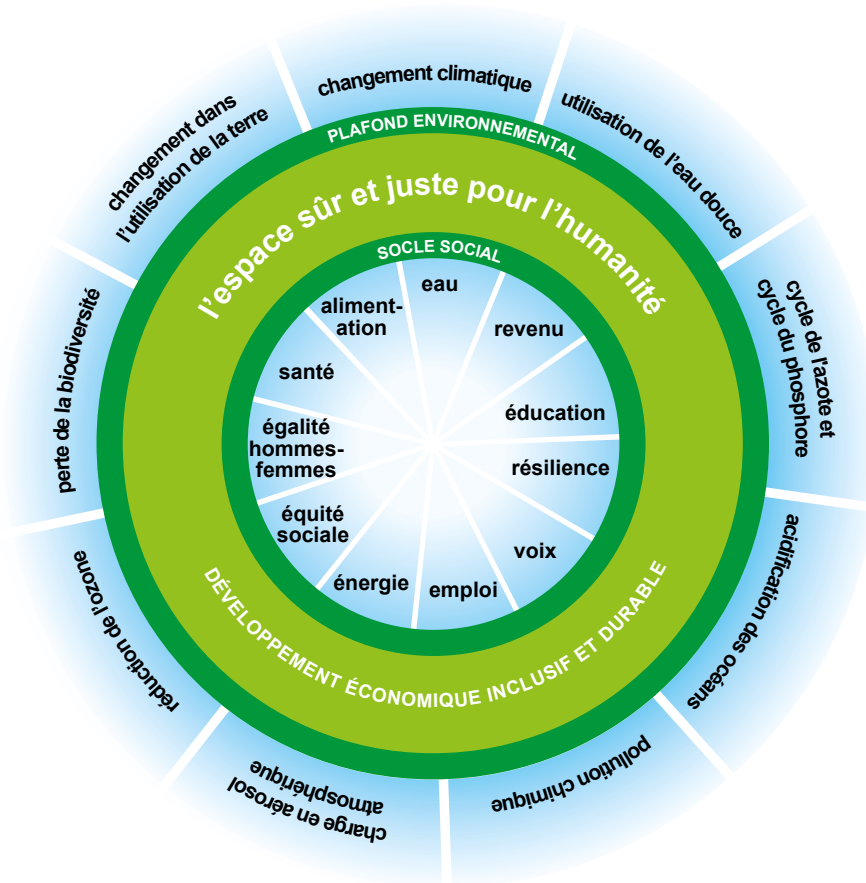 changement climatique
utilisation de l'eau douce
cycle de l'azote et
cycle du phosphore
acidification des océans
pollution chimique
charge en aérosol
atmosphérique
réduction de l'ozone
perte de la biodiversité
changement dans
l'utilisation de la terre
PLAFOND ENVIRONNEMENTAL
l'espace sûr et juste pour l'humanité
SOCLE SOCIAL
eau
revenu
éducation
résilience
voix
emploi
énergie
équité
sociale
égalité
hommes-
femmes
santé
aliment-
ation
DÉVELOPPEMENT ÉCONOMIQUE INCLUSIF ET DURABLE